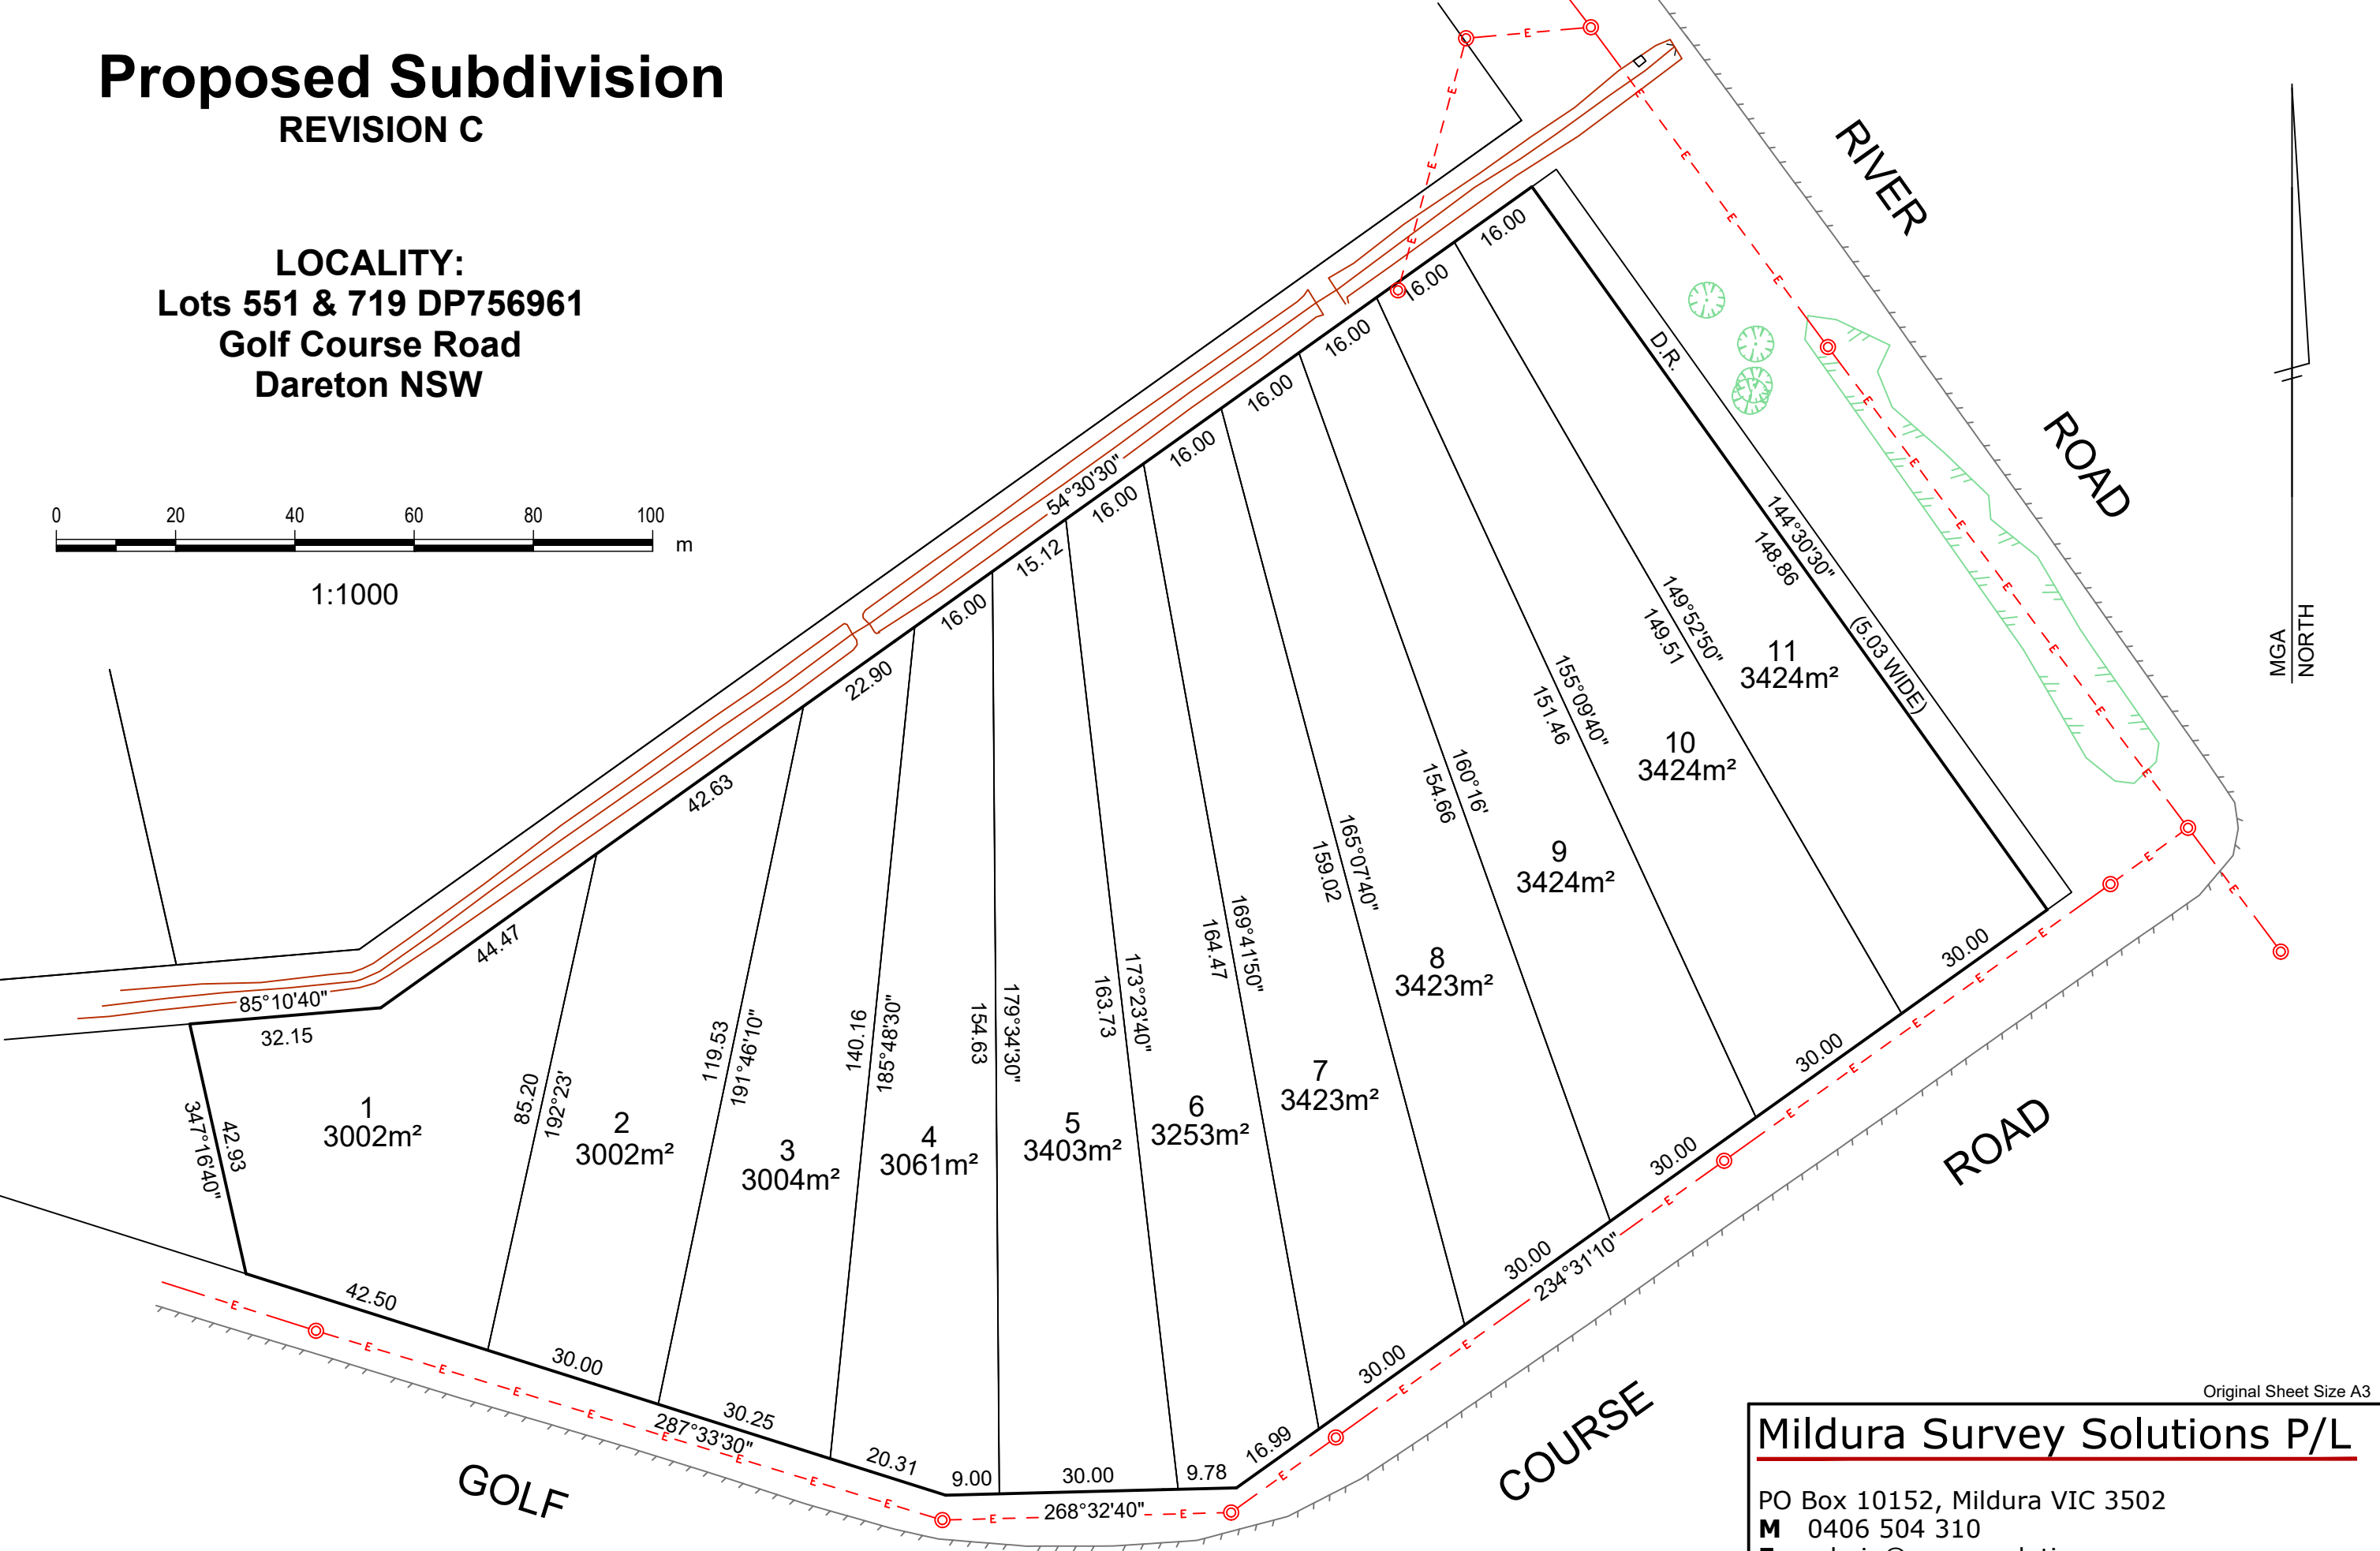 Proposed Subdivision
REVISION C
LOCALITY:
Lots 551 & 719 DP756961
Golf Course Road
Dareton NSW
0 20 40 60 80 100 m
1:1000
RIVER
ROAD
MGA
NORTH
16.00
16.00
16.00
16.00
16.00
16.00
54°30'30"
15.12
16.00
22.90
42.63
44.47
85°10'40"
32.15
D.R.
144°30'30"
148.86
(5.03 WIDE)
149°52'50"
149.51
155°09'40"
151.46
160°16'
154.66
165°07'40"
159.02
169°41'50"
164.47
173°23'40"
163.73
179°34'30"
154.63
185°48'30"
140.16
191°46'10"
119.53
192°23'
85.20
347°16'40"
42.93
1
3002m²
2
3002m²
3
3004m²
4
3061m²
5
3403m²
6
3253m²
7
3423m²
8
3423m²
9
3424m²
10
3424m²
11
3424m²
42.50
30.00
30.25
287°33'30"
20.31
9.00
30.00
9.78
268°32'40"
16.99
30.00
30.00
234°31'10"
30.00
30.00
30.00
E E E E E E E E E E E E E E E E E E E E E E E E E E E E
GOLF
COURSE
ROAD
Original Sheet Size A3
Mildura Survey Solutions P/L
PO Box 10152, Mildura VIC 3502
M 0406 504 310